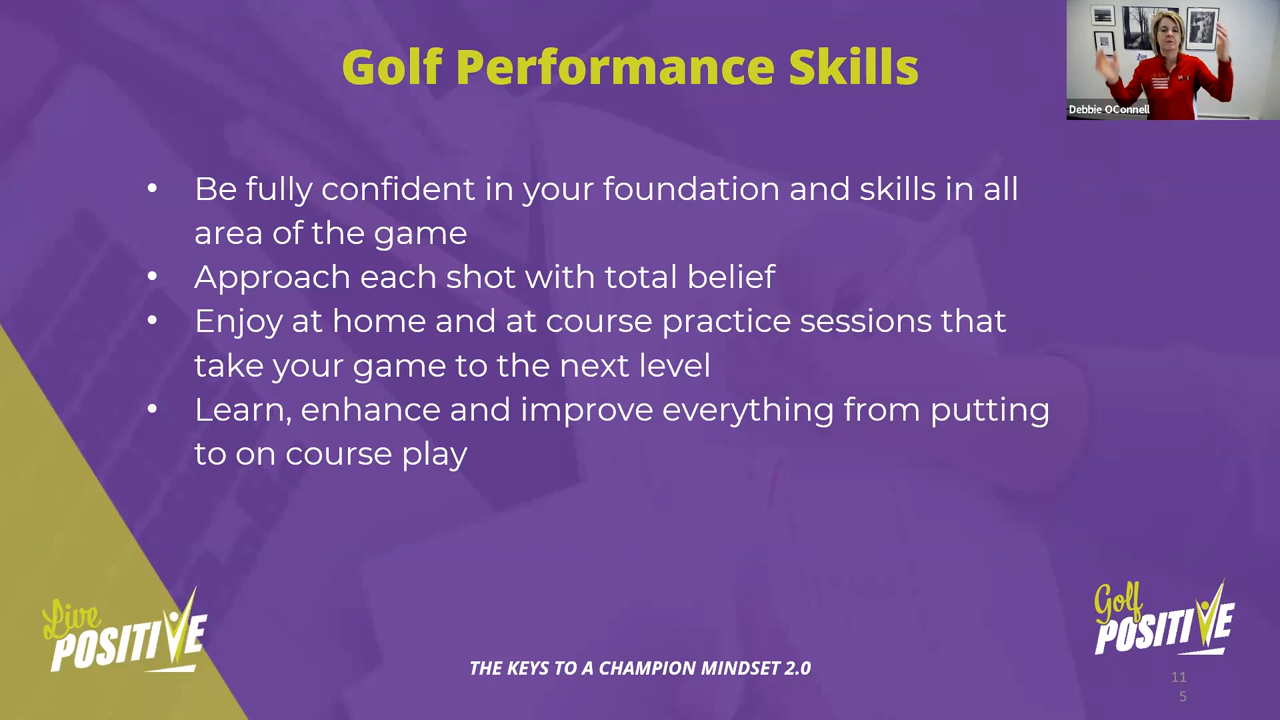 Golf Performance Skills
Debbie OConnell
• Be fully confident in your foundation and skills in all
area of the game
• Approach each shot with total belief
• Enjoy at home and at course practice sessions that
take your game to the next level
• Learn, enhance and improve everything from putting
to on course play
Live
POSITIVE
Golf
POSITIVE
THE KEYS TO A CHAMPION MINDSET 2.0
11
5